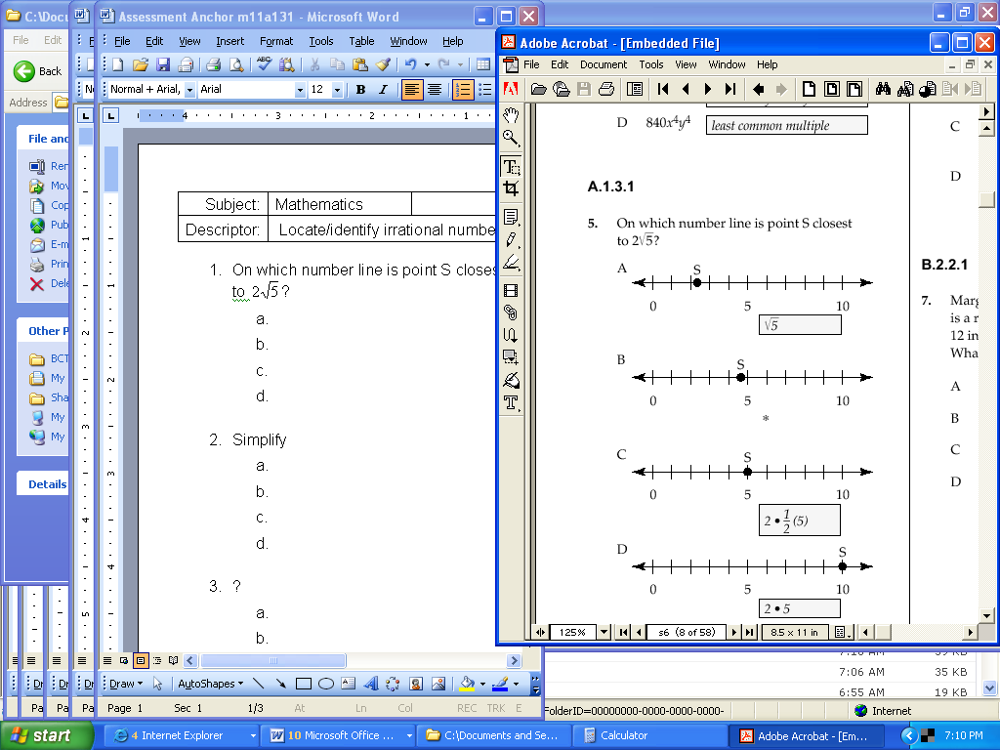 C:\Docu
File Edit
Back
Address
File and
Ren
Mov
Cop
Pub
E-m
Prin
Dele
Other P
BCT
My
Sha
My
My
Details
Assessment Anchor m11a131 - Microsoft Word
File Edit View Insert Format Tools Table Window Help
Normal + Arial, Arial 12 B I
4 3 2 1
Subject: Mathematics
Descriptor: Locate/identify irrational numbe
1. On which number line is point S closes
to 2√5 ?
a.
b.
c.
d.
2. Simplify
a.
b.
c.
d.
3. ?
a.
b.
Draw AutoShapes
Page 1 Sec 1 1/3 At Ln Col REC TRK E
Adobe Acrobat - [Embedded File]
File Edit Document Tools View Window Help
D 840x⁴y⁴ least common multiple
A.1.3.1
5. On which number line is point S closest
to 2√5?
A S
0 5 10
√5
B S
0 5 10
*
C S
0 5 10
2 • 1/2 (5)
D S
0 5 10
2 • 5
C
D
B.2.2.1
7. Marg
is a r
12 in
Wha
A
B
C
D
125% s6 (8 of 58) 8.5 x 11 in
7:06 AM 35 KB
6:55 AM 19 KB
FolderID=00000000-0000-0000-0000- Internet
start 4 Internet Explorer 10 Microsoft Office ... C:\Documents and Se... Calculator Adobe Acrobat - [Em... 7:10 PM